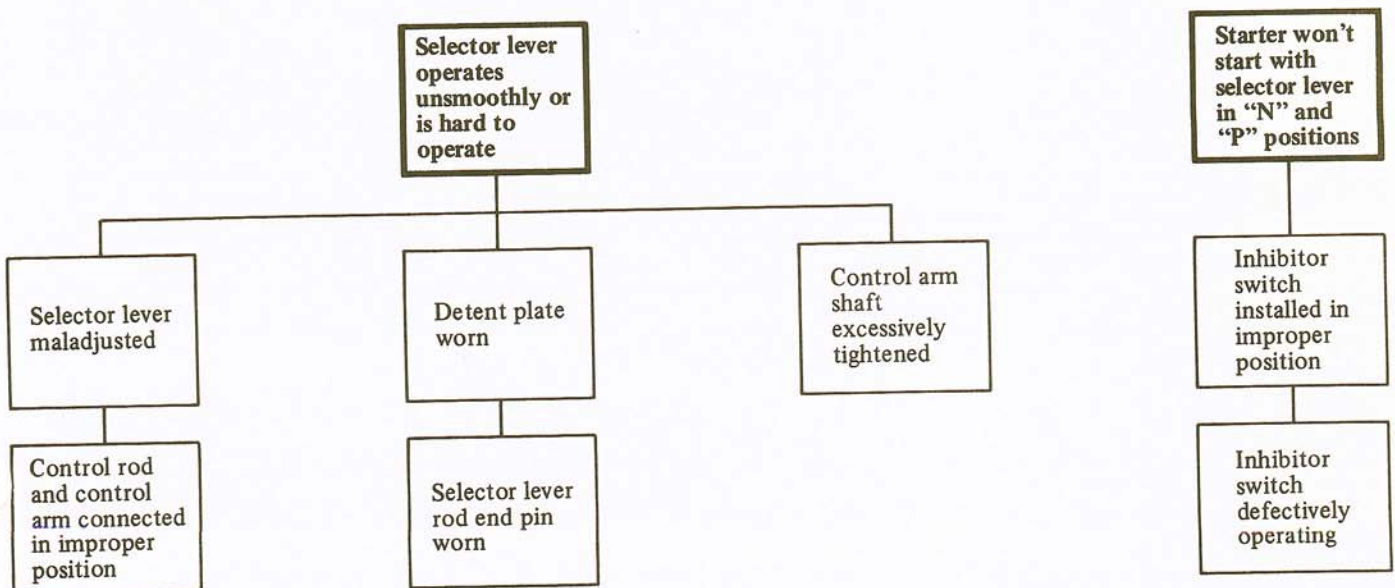 Selector lever
operates
unsmoothly or
is hard to
operate
Starter won't
start with
selector lever
in “N” and
“P” positions
Selector lever
maladjusted
Detent plate
worn
Control arm
shaft
excessively
tightened
Inhibitor
switch
installed in
improper
position
Control rod
and control
arm connected
in improper
position
Selector lever
rod end pin
worn
Inhibitor
switch
defectively
operating